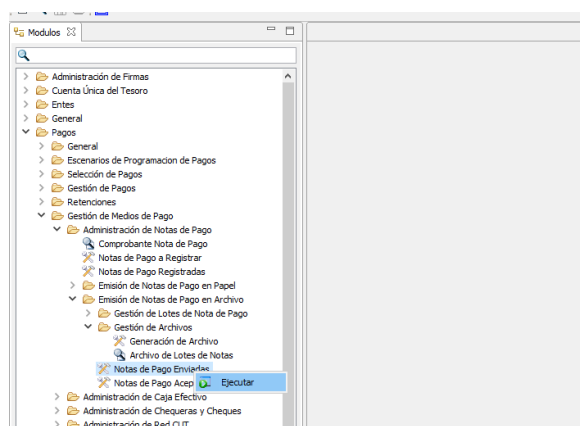 Modulos
Administración de Firmas
Cuenta Única del Tesoro
Entes
General
Pagos
General
Escenarios de Programacion de Pagos
Selección de Pagos
Gestión de Pagos
Retenciones
Gestión de Medios de Pago
Administración de Notas de Pago
Comprobante Nota de Pago
Notas de Pago a Registrar
Notas de Pago Registradas
Emisión de Notas de Pago en Papel
Emisión de Notas de Pago en Archivo
Gestión de Lotes de Nota de Pago
Gestión de Archivos
Generación de Archivo
Archivo de Lotes de Notas
Notas de Pago Enviadas
Notas de Pago Acep
Ejecutar
Administración de Caja Efectivo
Administración de Chequeras y Cheques
Administración de Red CUT